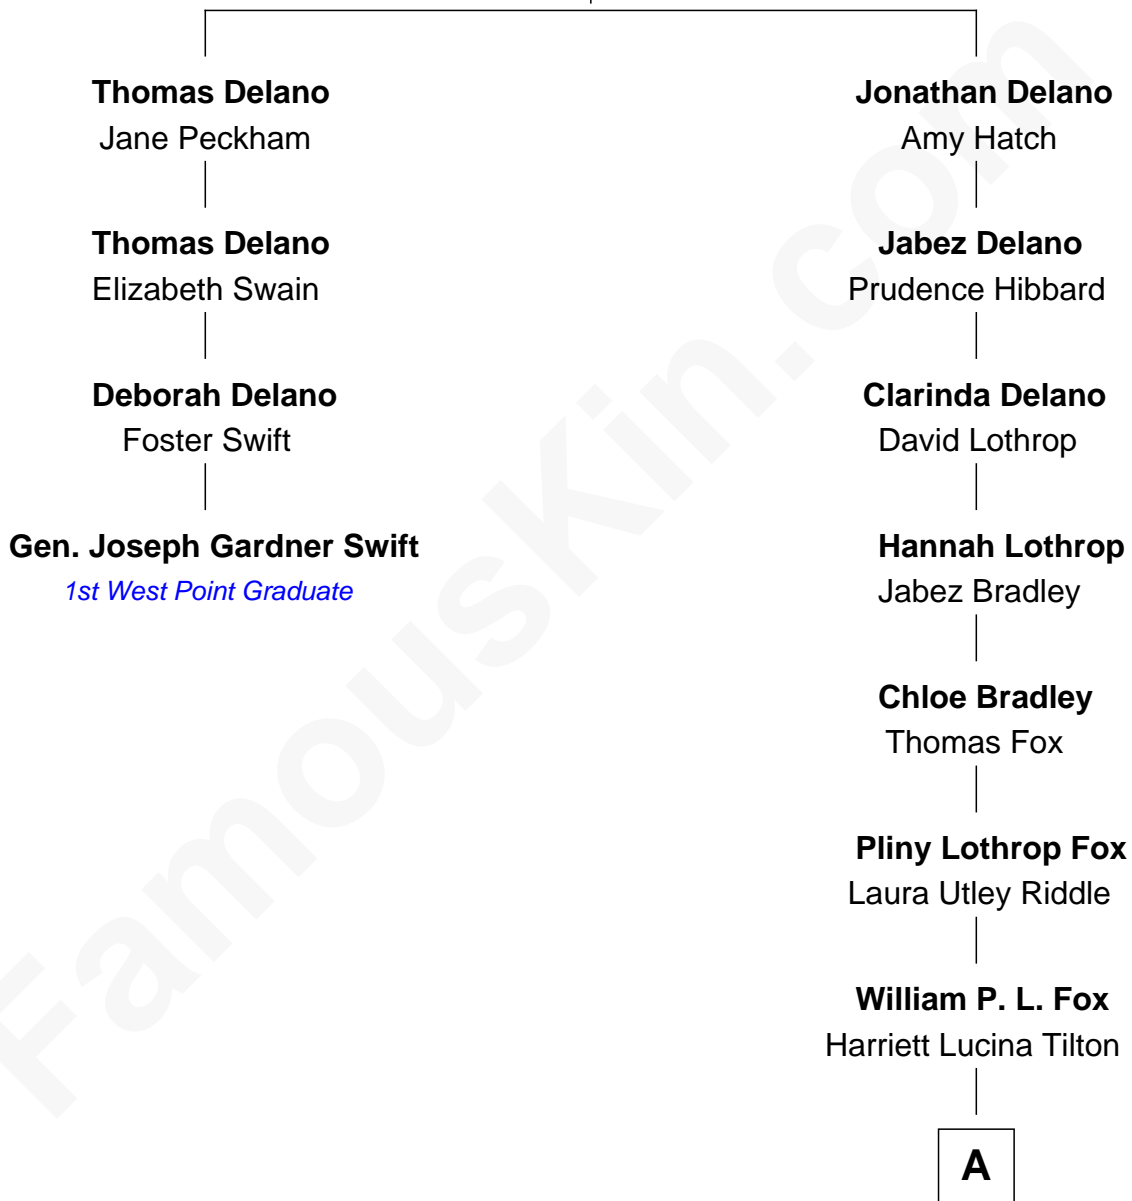 Thomas Delano
Jane Peckham
Thomas Delano
Elizabeth Swain
Deborah Delano
Foster Swift
Gen. Joseph Gardner Swift
1st West Point Graduate
Jonathan Delano
Amy Hatch
Jabez Delano
Prudence Hibbard
Clarinda Delano
David Lothrop
Hannah Lothrop
Jabez Bradley
Chloe Bradley
Thomas Fox
Pliny Lothrop Fox
Laura Utley Riddle
William P. L. Fox
Harriett Lucina Tilton
A
FamousKin.com